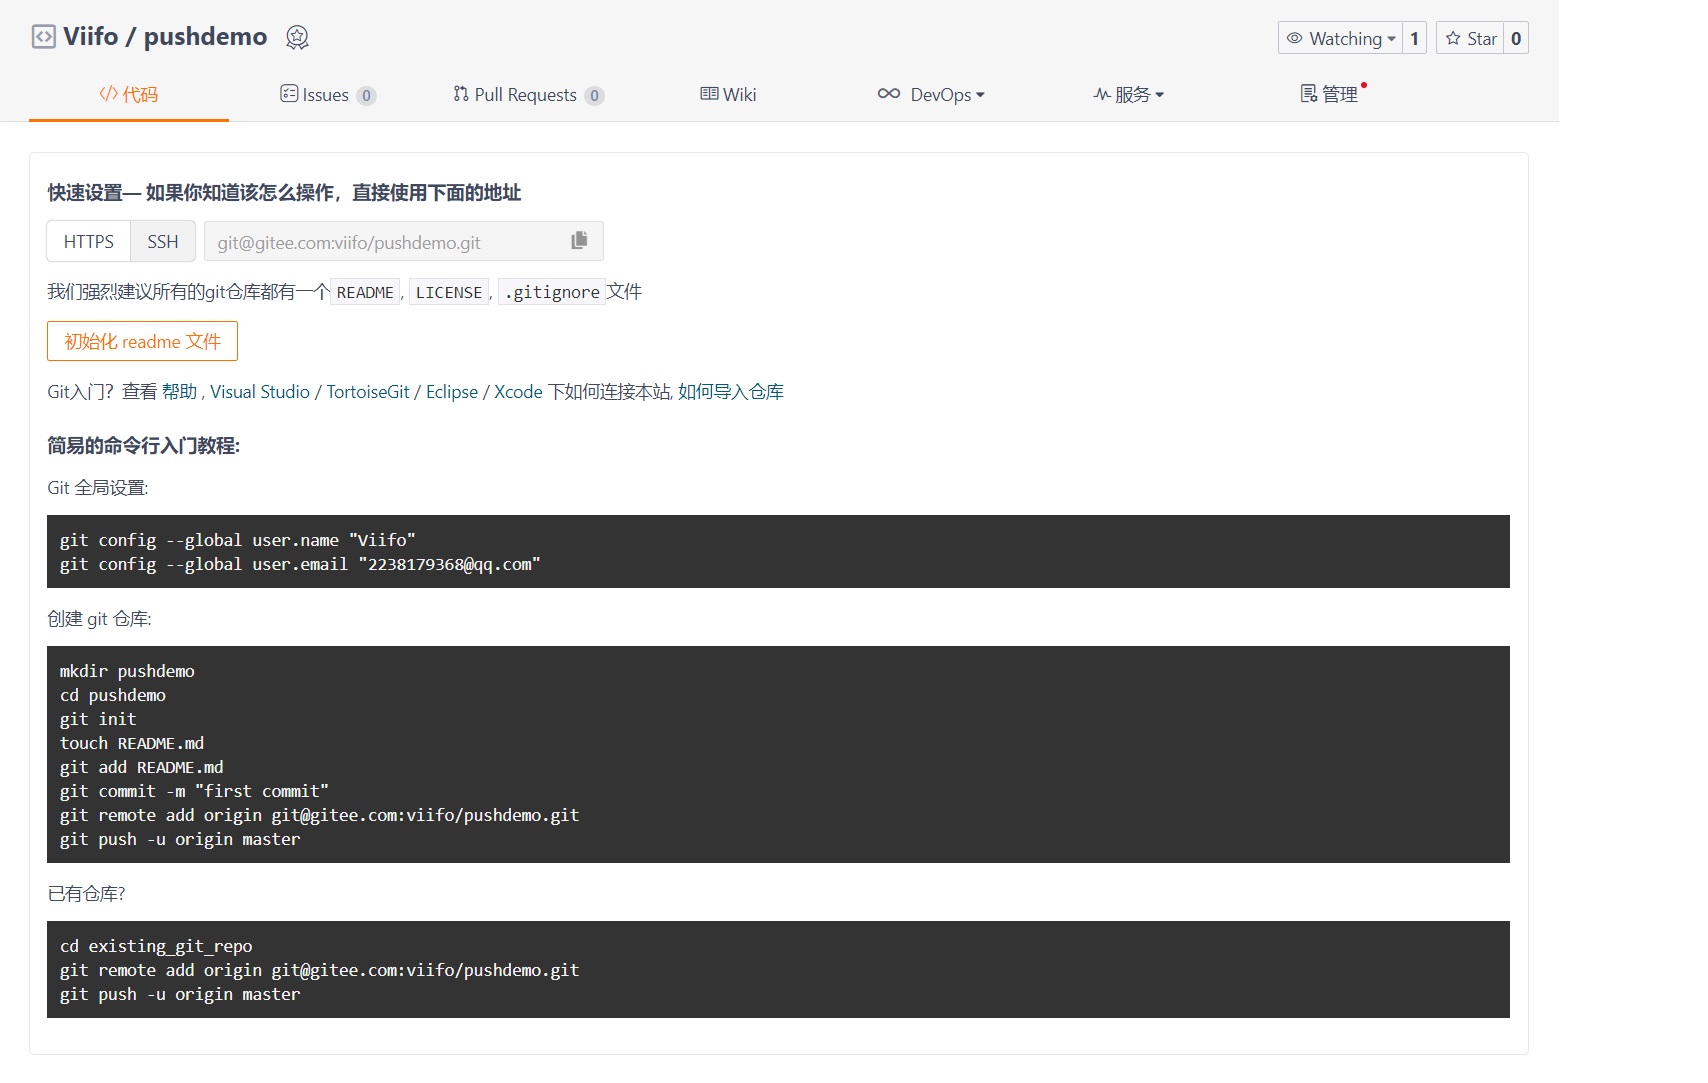 Viifo / pushdemo
Watching 1 Star 0
代码 Issues 0 Pull Requests 0 Wiki DevOps 服务 管理
快速设置— 如果你知道该怎么操作，直接使用下面的地址
HTTPS SSH git@gitee.com:viifo/pushdemo.git
我们强烈建议所有的git仓库都有一个 README, LICENSE, .gitignore 文件
初始化 readme 文件
Git入门？查看 帮助 , Visual Studio / TortoiseGit / Eclipse / Xcode 下如何连接本站, 如何导入仓库
简易的命令行入门教程:
Git 全局设置:
git config --global user.name "Viifo"
git config --global user.email "2238179368@qq.com"
创建 git 仓库:
mkdir pushdemo
cd pushdemo
git init
touch README.md
git add README.md
git commit -m "first commit"
git remote add origin git@gitee.com:viifo/pushdemo.git
git push -u origin master
已有仓库?
cd existing_git_repo
git remote add origin git@gitee.com:viifo/pushdemo.git
git push -u origin master